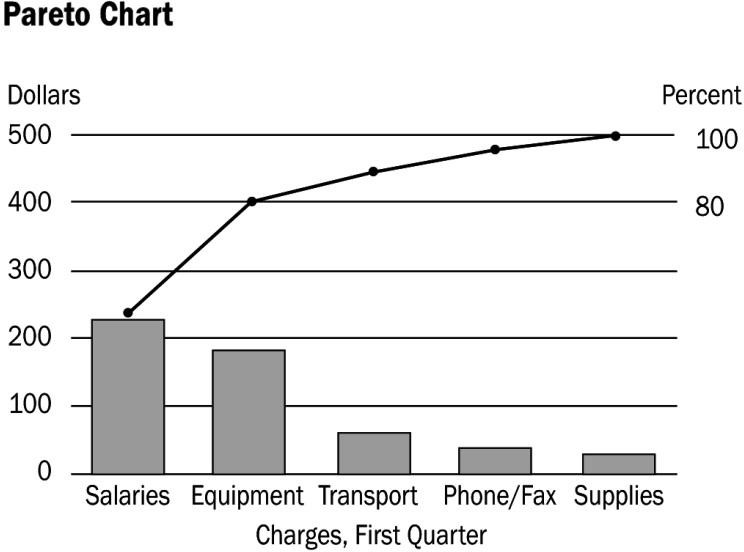 Pareto Chart
Dollars Percent
500 100
400 80
300
200
100
0
Salaries Equipment Transport Phone/Fax Supplies
Charges, First Quarter